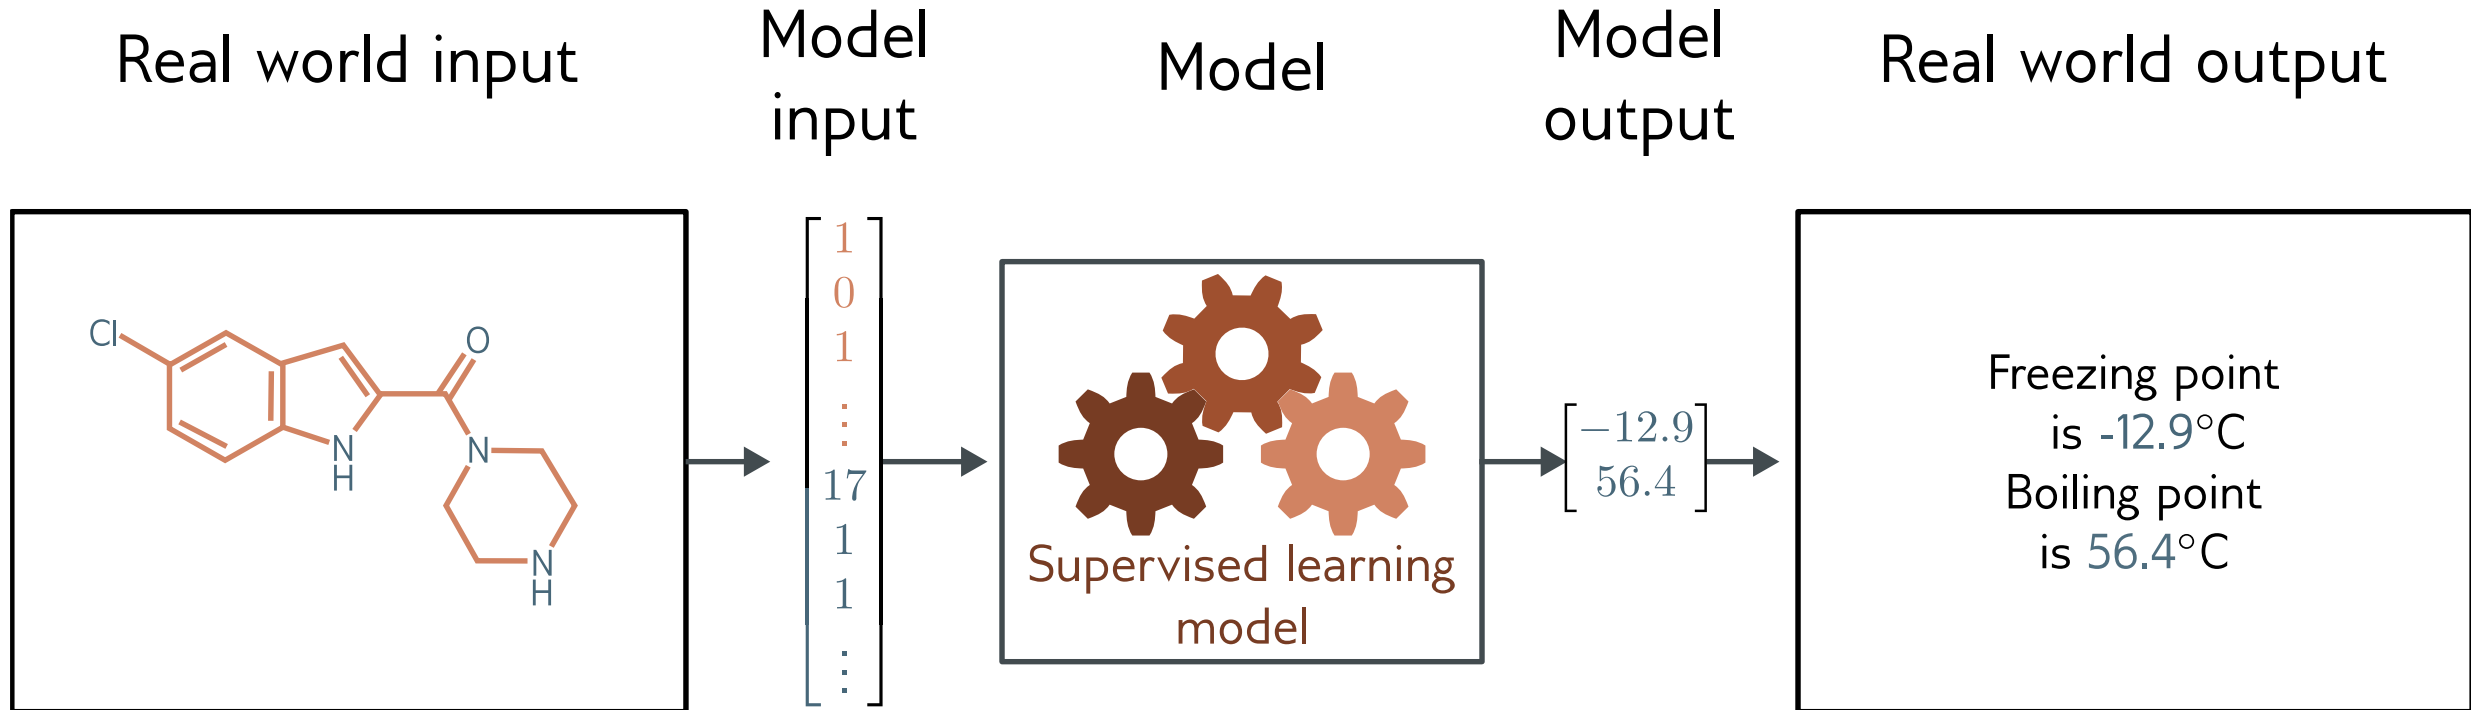 Real world input
Model
input
Model
Model
output
Real world output
Cl
O
N
H
N
N
H
1
0
1
⋮
17
1
1
⋮
Supervised learning
model
−12.9
56.4
Freezing point
is -12.9°C
Boiling point
is 56.4°C